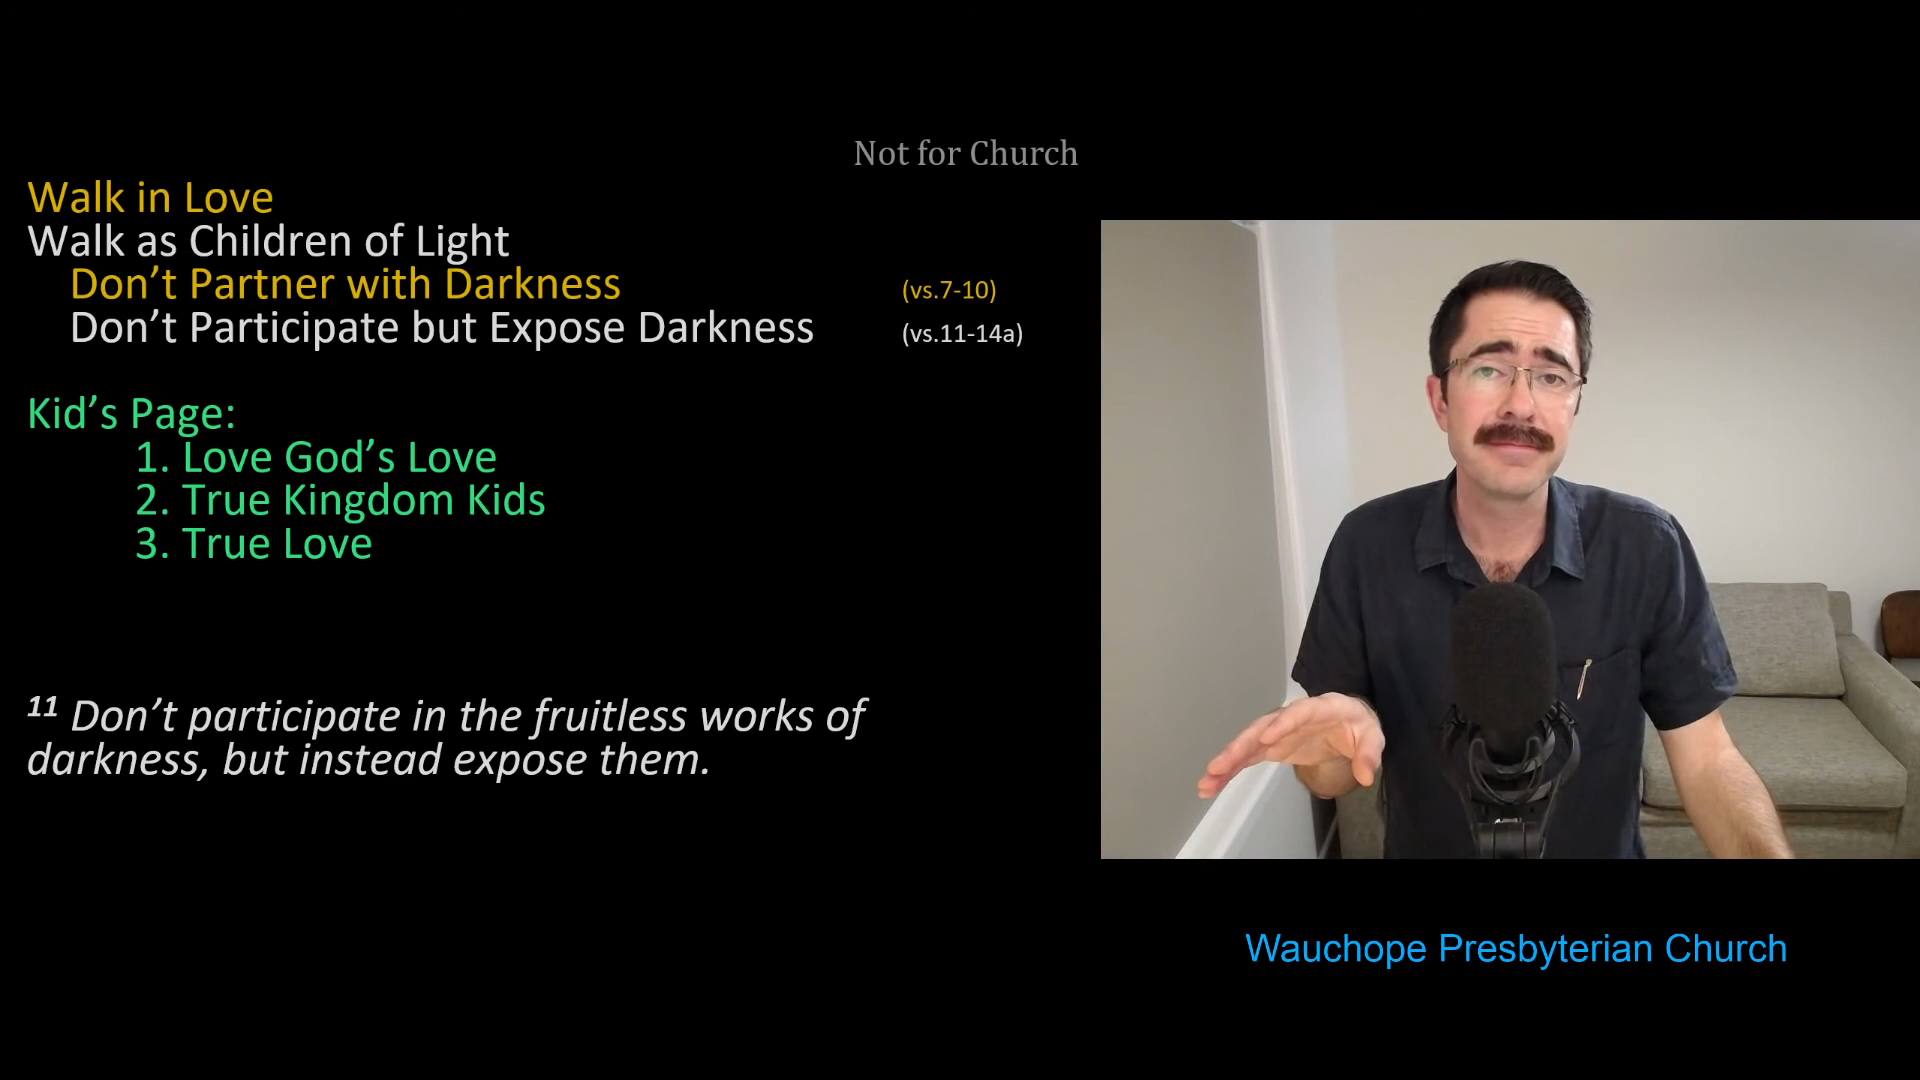 Not for Church
Walk in Love
Walk as Children of Light
Don’t Partner with Darkness (vs.7-10)
Don’t Participate but Expose Darkness (vs.11-14a)
Kid’s Page:
1. Love God’s Love
2. True Kingdom Kids
3. True Love
11 Don’t participate in the fruitless works of
darkness, but instead expose them.
Wauchope Presbyterian Church